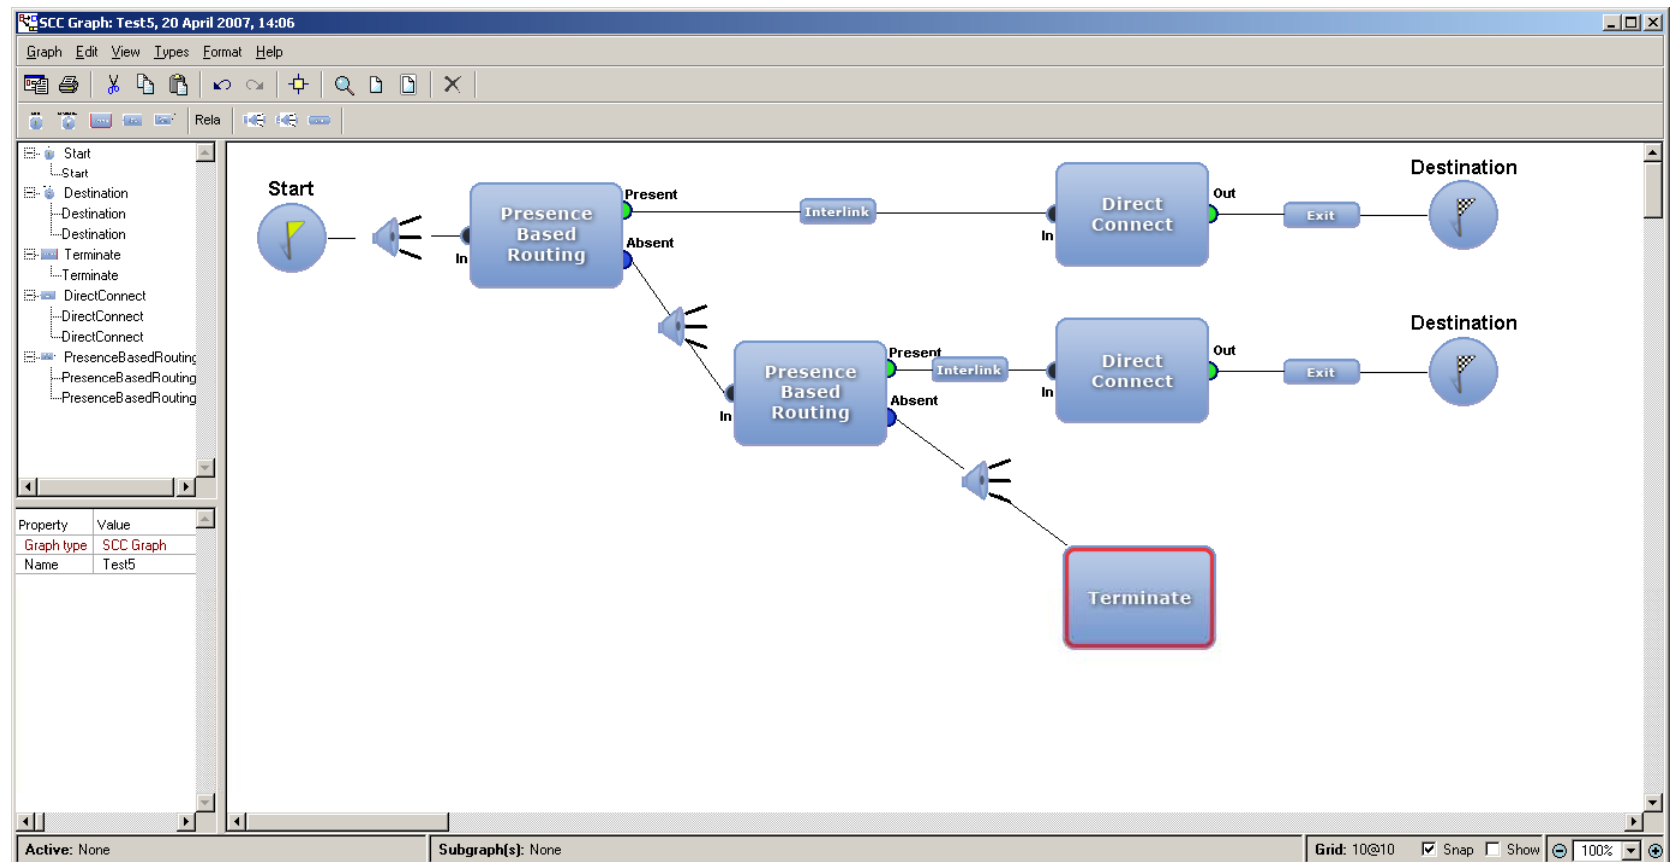 SCC Graph: Test5, 20 April 2007, 14:06
Graph Edit View Types Format Help
Rela
Start
Start
Destination
Destination
Destination
Terminate
Terminate
DirectConnect
DirectConnect
DirectConnect
PresenceBasedRouting
PresenceBasedRouting
PresenceBasedRouting
Property Value
Graph type SCC Graph
Name Test5
Start
In
Presence
Based
Routing
Present
Absent
Interlink
In
Direct
Connect
Out
Exit
Destination
In
Presence
Based
Routing
Present
Absent
Interlink
In
Direct
Connect
Out
Exit
Destination
Terminate
Active: None
Subgraph(s): None
Grid: 10@10 Snap Show 100%